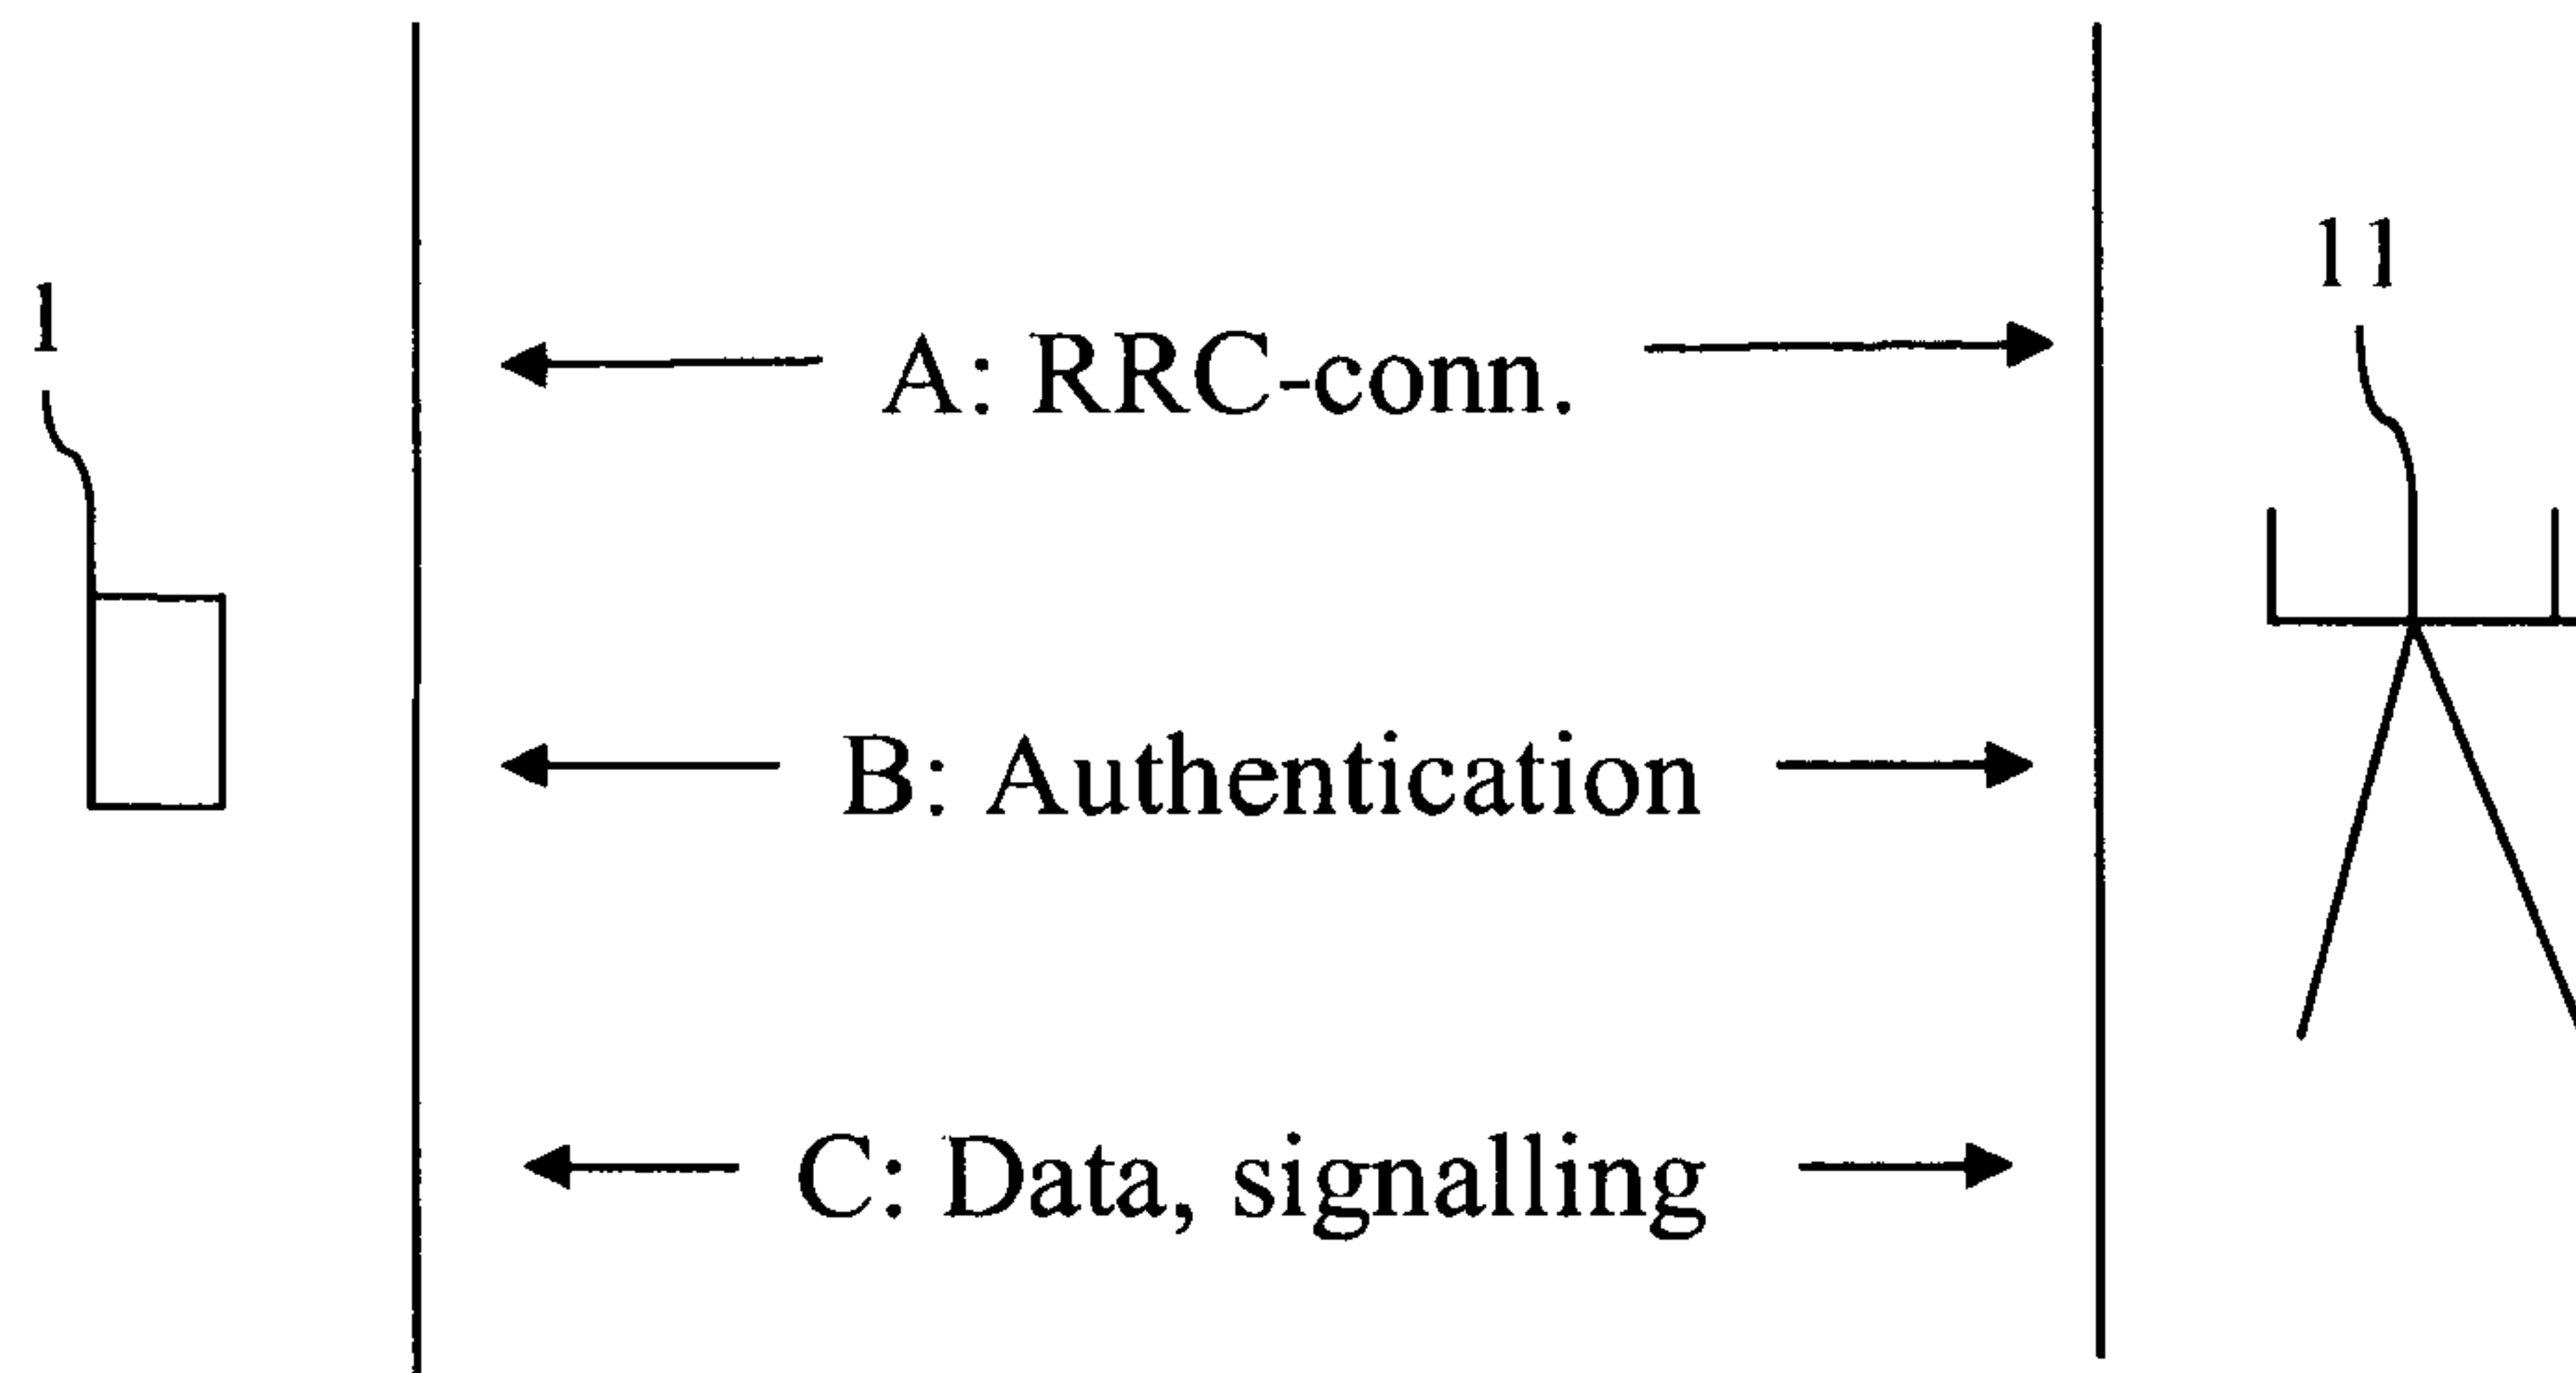 11
1
A: RRC-conn.
B: Authentication
C: Data, signalling